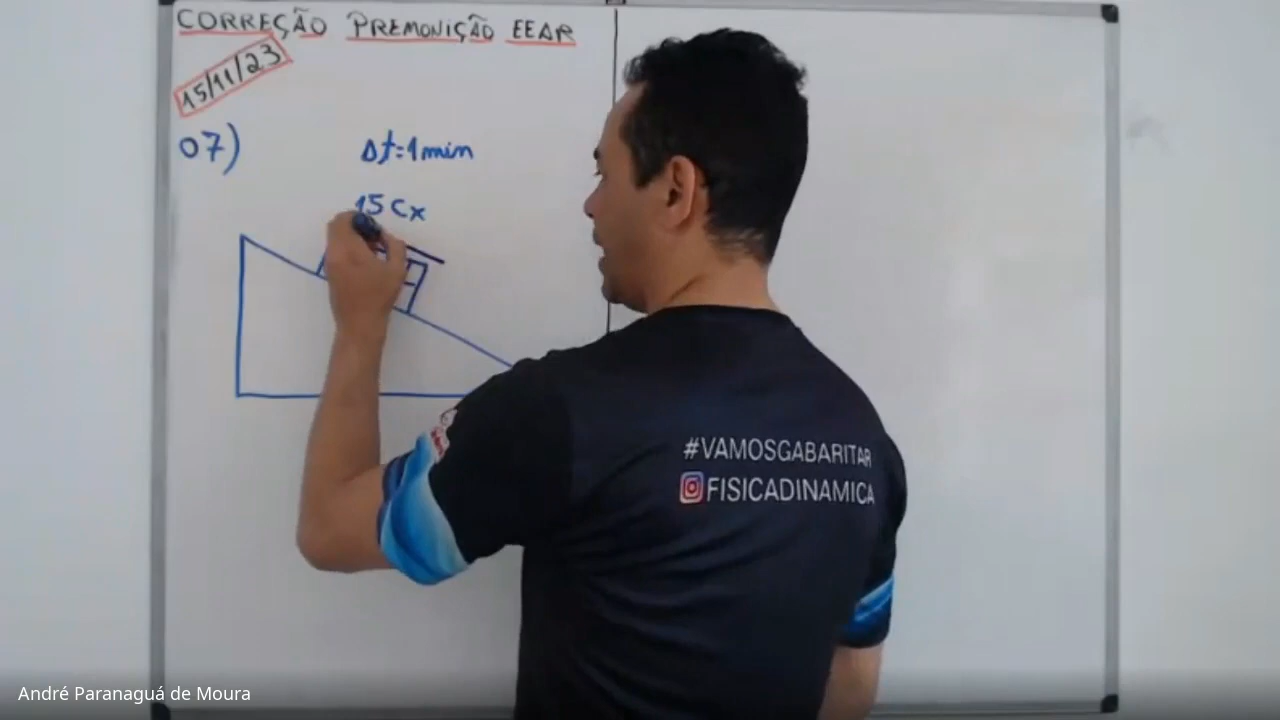 CORREÇÃO PREMONIÇÃO EEAR
15/11/23
07)
Δt=1min
15 Cx
#VAMOSGABARITAR
FISICADINAMICA
André Paranaguá de Moura